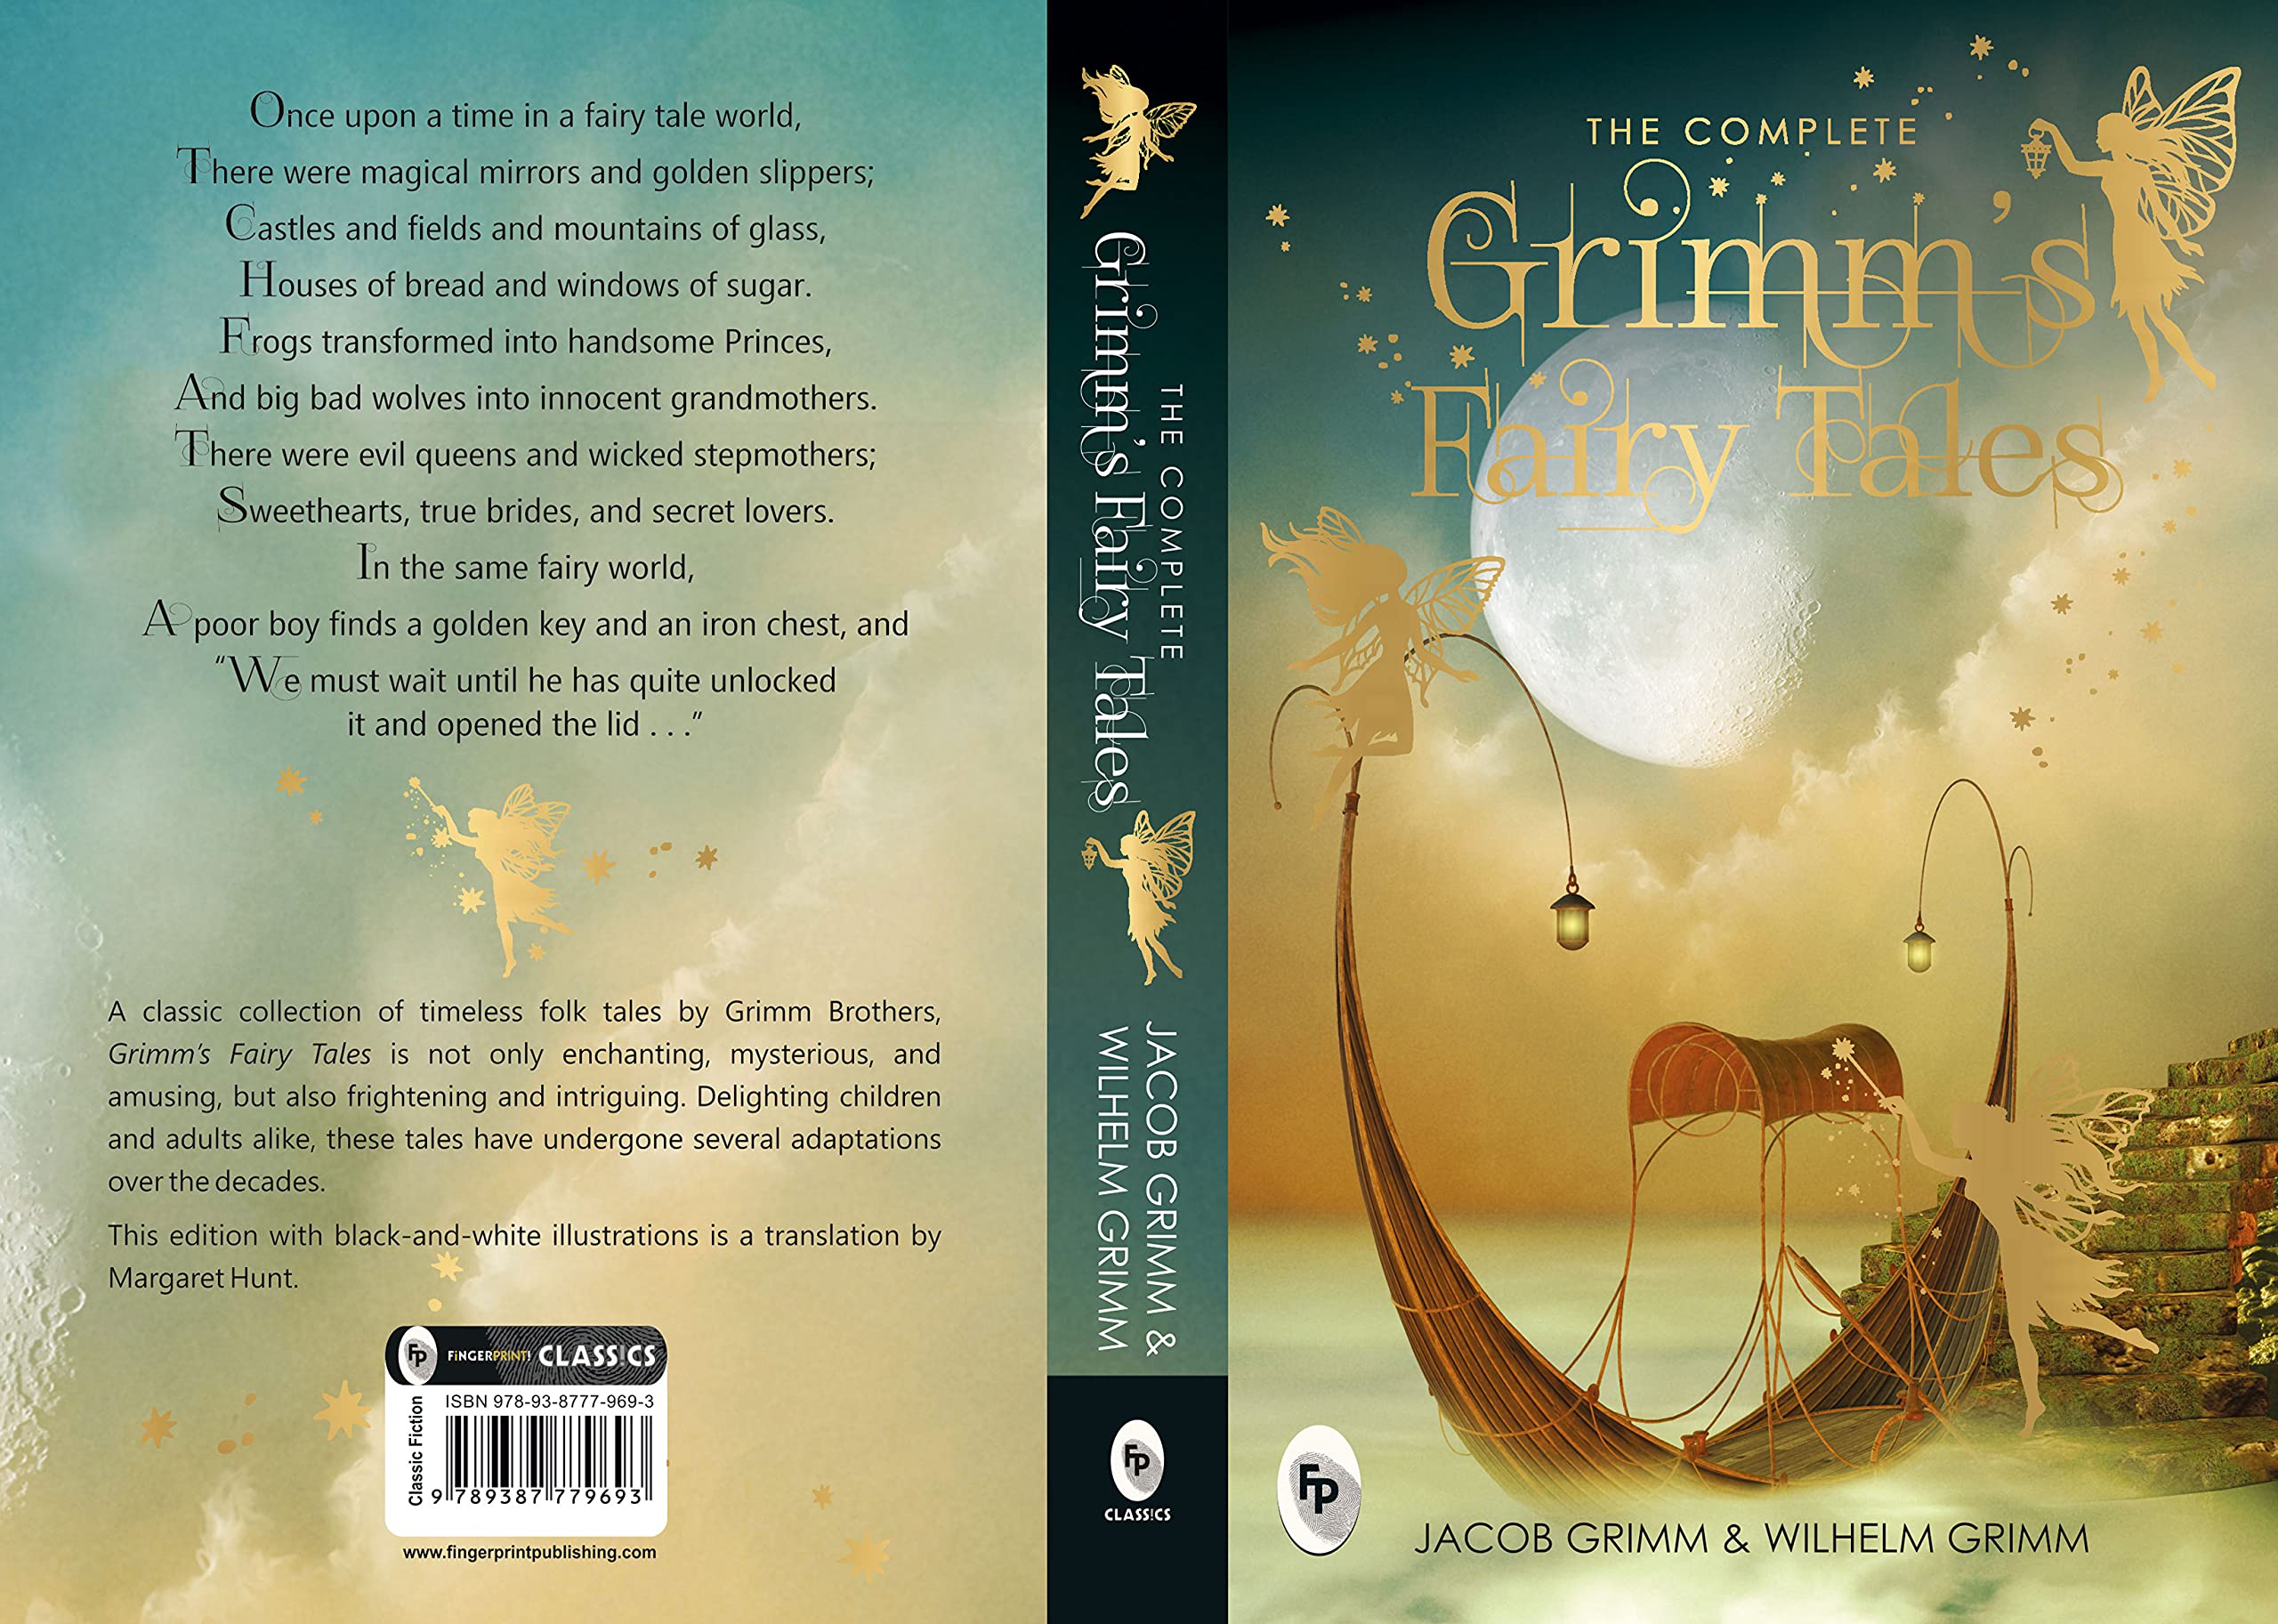 Once upon a time in a fairy tale world,
There were magical mirrors and golden slippers;
Castles and fields and mountains of glass,
Houses of bread and windows of sugar.
Frogs transformed into handsome Princes,
And big bad wolves into innocent grandmothers.
There were evil queens and wicked stepmothers;
Sweethearts, true brides, and secret lovers.
In the same fairy world,
A poor boy finds a golden key and an iron chest, and
“We must wait until he has quite unlocked
it and opened the lid . . .”
A classic collection of timeless folk tales by Grimm Brothers,
Grimm’s Fairy Tales is not only enchanting, mysterious, and
amusing, but also frightening and intriguing. Delighting children
and adults alike, these tales have undergone several adaptations
over the decades.
This edition with black-and-white illustrations is a translation by
Margaret Hunt.
FP FiNGERPRINT! CLASS!CS
Classic Fiction
ISBN 978-93-8777-969-3
9 789387 779693
www.fingerprintpublishing.com
THE COMPLETE
Grimm’s Fairy Tales
JACOB GRIMM &
WILHELM GRIMM
FP
CLASS!CS
THE COMPLETE
Grimm’s
Fairy Tales
FP
JACOB GRIMM & WILHELM GRIMM